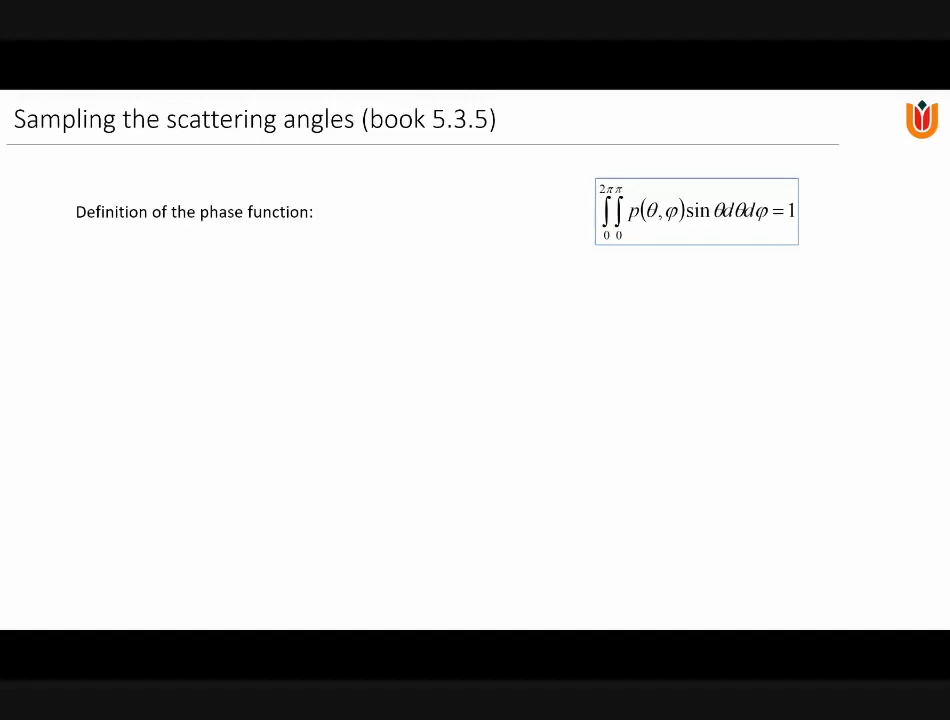 Sampling the scattering angles (book 5.3.5)
Definition of the phase function:
∫₀^{2π} ∫₀^{π} p(θ, φ) sin θdθdφ = 1